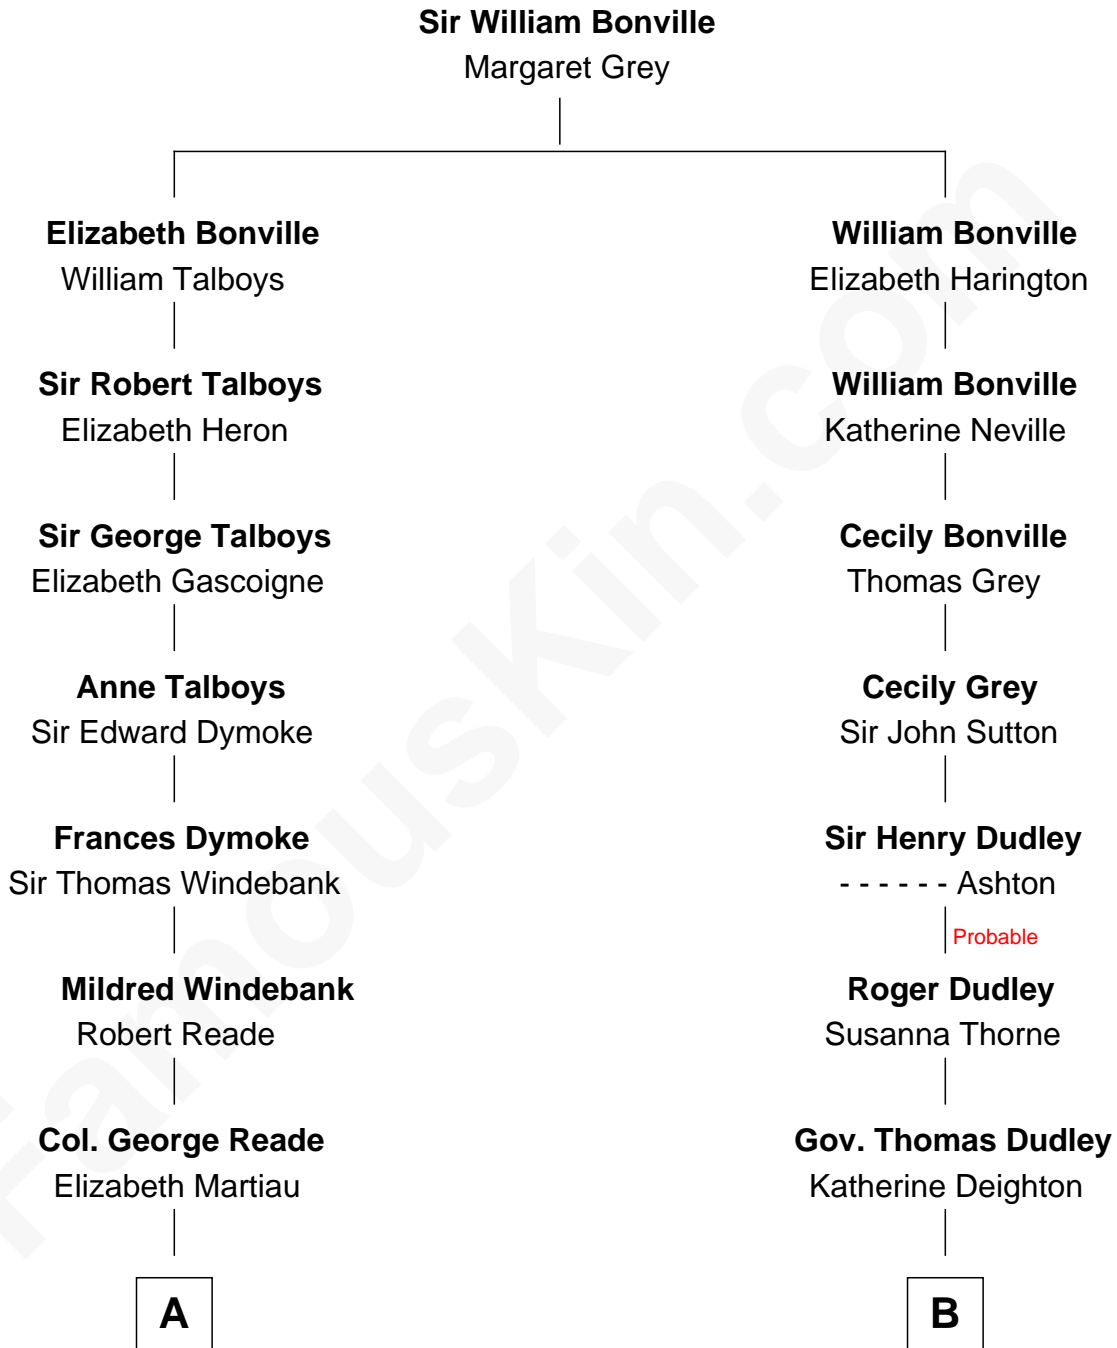 Sir William Bonville
Margaret Grey
Elizabeth Bonville
William Talboys
William Bonville
Elizabeth Harington
Sir Robert Talboys
Elizabeth Heron
William Bonville
Katherine Neville
Sir George Talboys
Elizabeth Gascoigne
Cecily Bonville
Thomas Grey
Anne Talboys
Sir Edward Dymoke
Cecily Grey
Sir John Sutton
Frances Dymoke
Sir Thomas Windebank
Sir Henry Dudley
- - - - - - Ashton
Probable
Mildred Windebank
Robert Reade
Roger Dudley
Susanna Thorne
Col. George Reade
Elizabeth Martiau
Gov. Thomas Dudley
Katherine Deighton
A
B
FamousKin.com